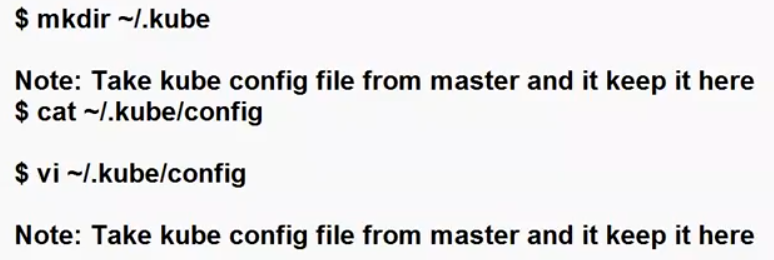 $ mkdir ~/.kube
Note: Take kube config file from master and it keep it here
$ cat ~/.kube/config
$ vi ~/.kube/config
Note: Take kube config file from master and it keep it here